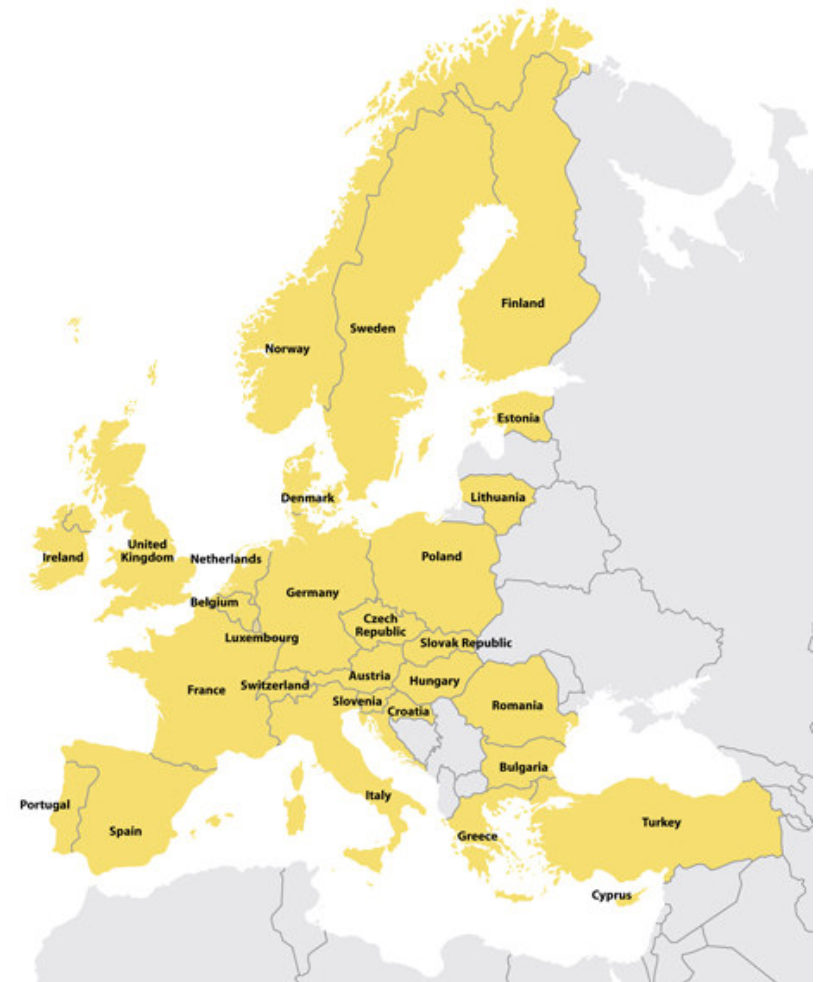 Finland
Sweden
Norway
Estonia
Denmark
Lithuania
United
Kingdom
Ireland
Netherlands
Poland
Germany
Belgium
Czech
Republic
Luxembourg
Slovak Republic
Austria
Switzerland
Hungary
France
Slovenia
Croatia
Romania
Bulgaria
Italy
Portugal
Spain
Greece
Turkey
Cyprus